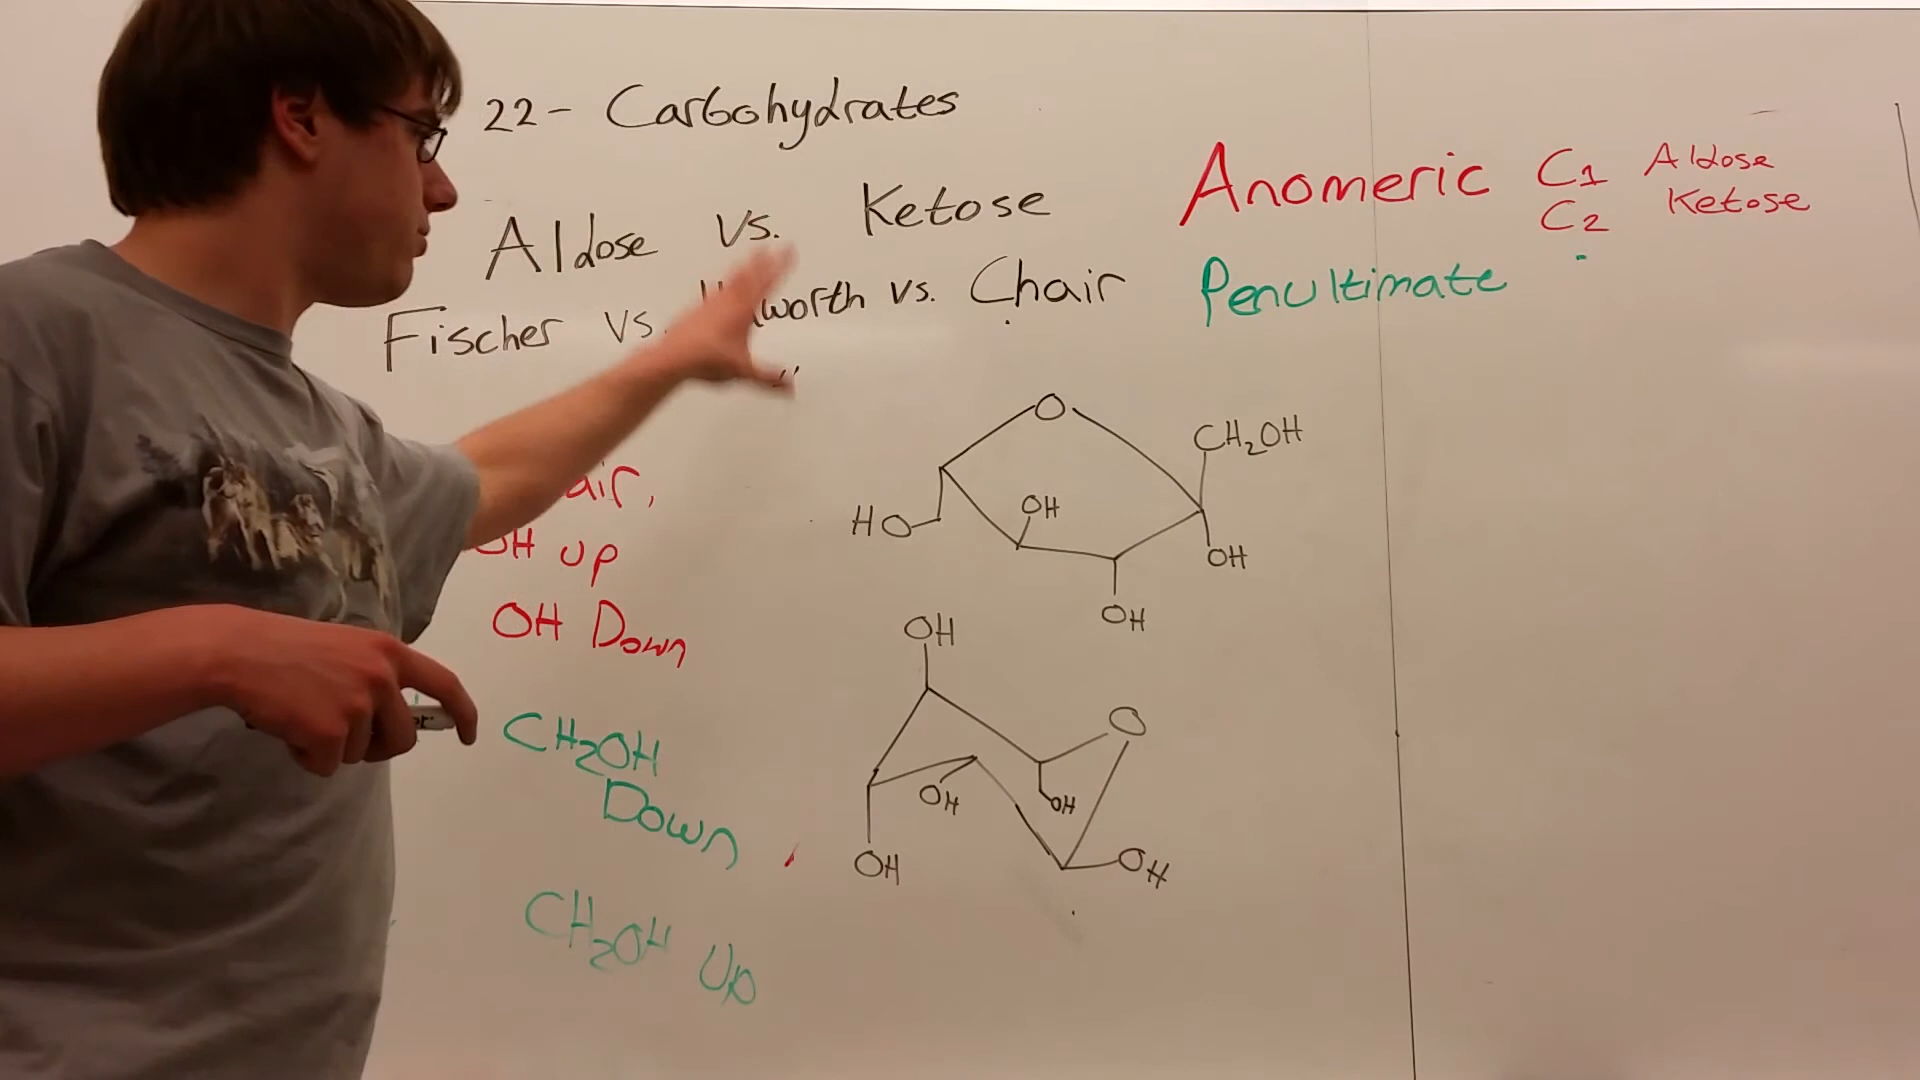 22- Carbohydrates
Aldose vs. Ketose
Fischer vs. worth vs. Chair
Anomeric C1 Aldose
C2 Ketose
Penultimate
air,
OH up
OH Down
CH2OH
Down
CH2OH Up
O
CH2OH
HO
OH
OH
OH
OH
O
OH
OH
OH
OH